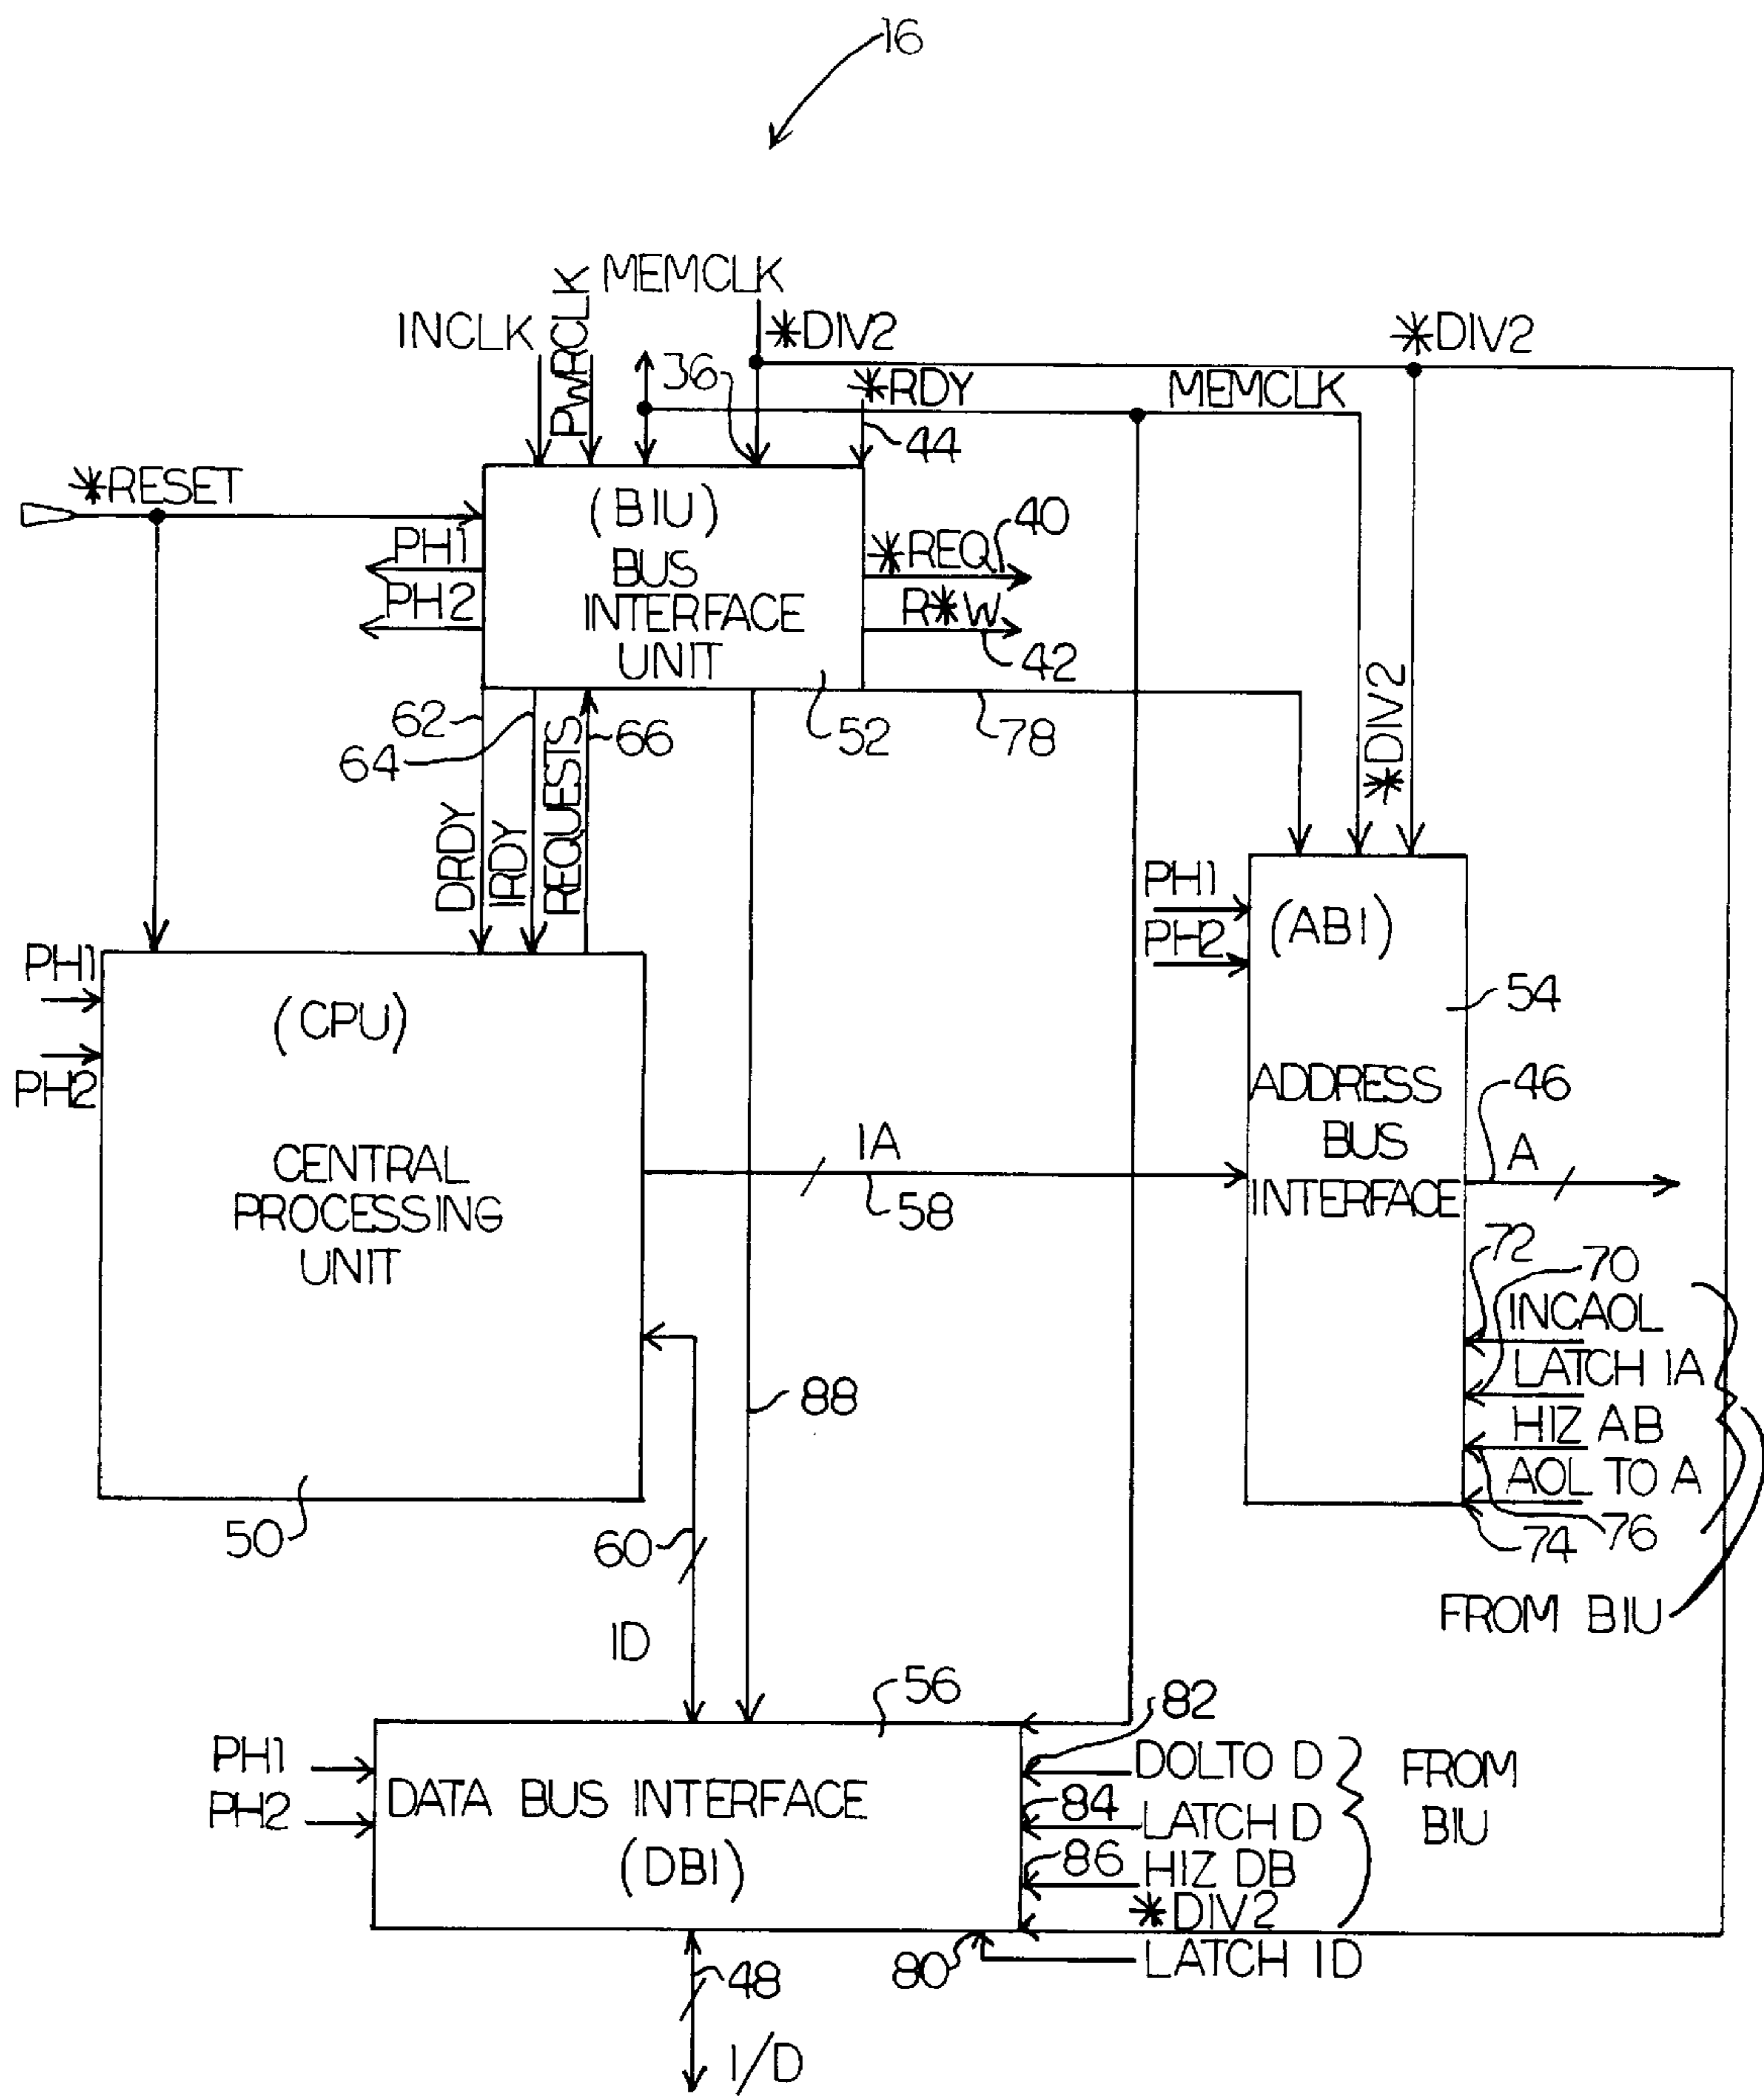 16
MEMCLK
INCLK
PWRCLK
*DIV2
*DIV2
36
*RDY
MEMCLK
44
*RESET
(BIU)
BUS
INTERFACE
UNIT
PH1
PH2
*REQ
40
R*W
42
62
64
66
52
78
*DIV2
DRDY
IRDY
REQUESTS
PH1
PH2
(ABI)
54
ADDRESS
BUS
INTERFACE
PH1
PH2
(CPU)
CENTRAL
PROCESSING
UNIT
IA
58
46
A
72
70
INCAOL
LATCH IA
HIZ AB
AOL TO A
74
76
FROM BIU
88
50
60
ID
56
82
PH1
PH2
DATA BUS INTERFACE
(DBI)
DOLTO D
84
LATCH D
86
HIZ DB
*DIV2
FROM
BIU
80
LATCH ID
48
I/D